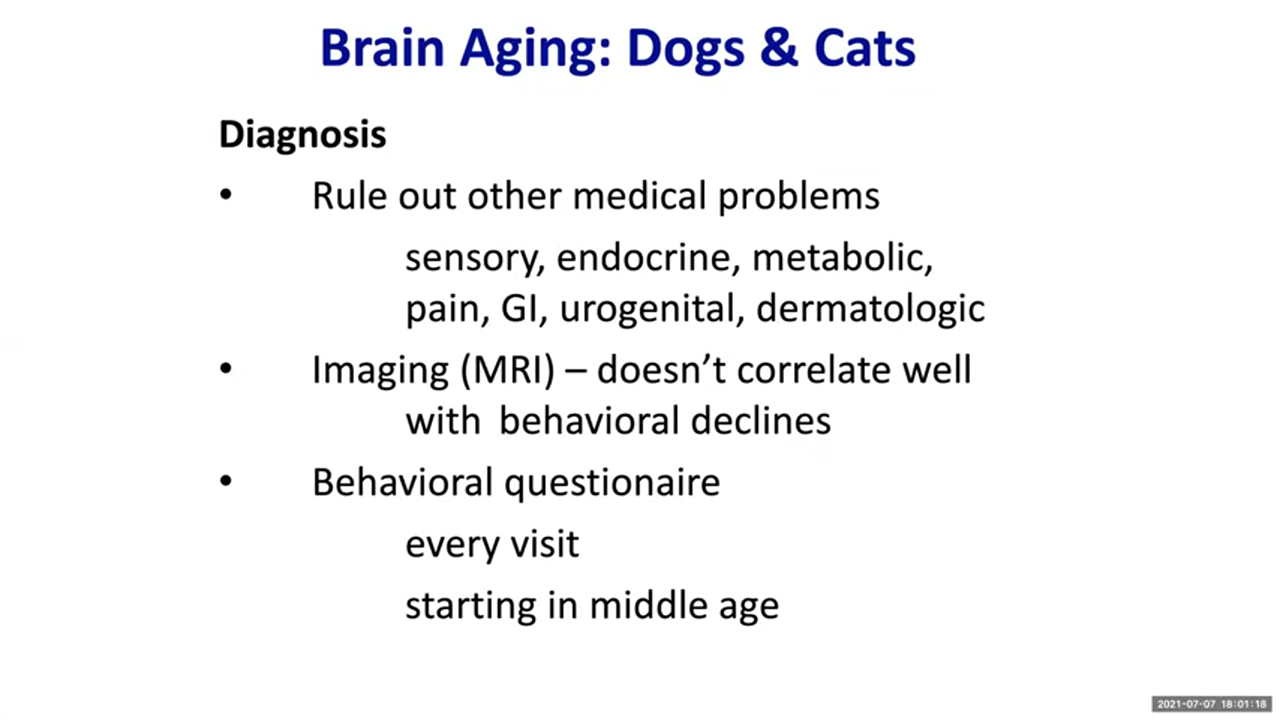 Brain Aging: Dogs & Cats
Diagnosis
• Rule out other medical problems
sensory, endocrine, metabolic,
pain, GI, urogenital, dermatologic
• Imaging (MRI) – doesn't correlate well
with behavioral declines
• Behavioral questionaire
every visit
starting in middle age
2021-07-07 18:01:18